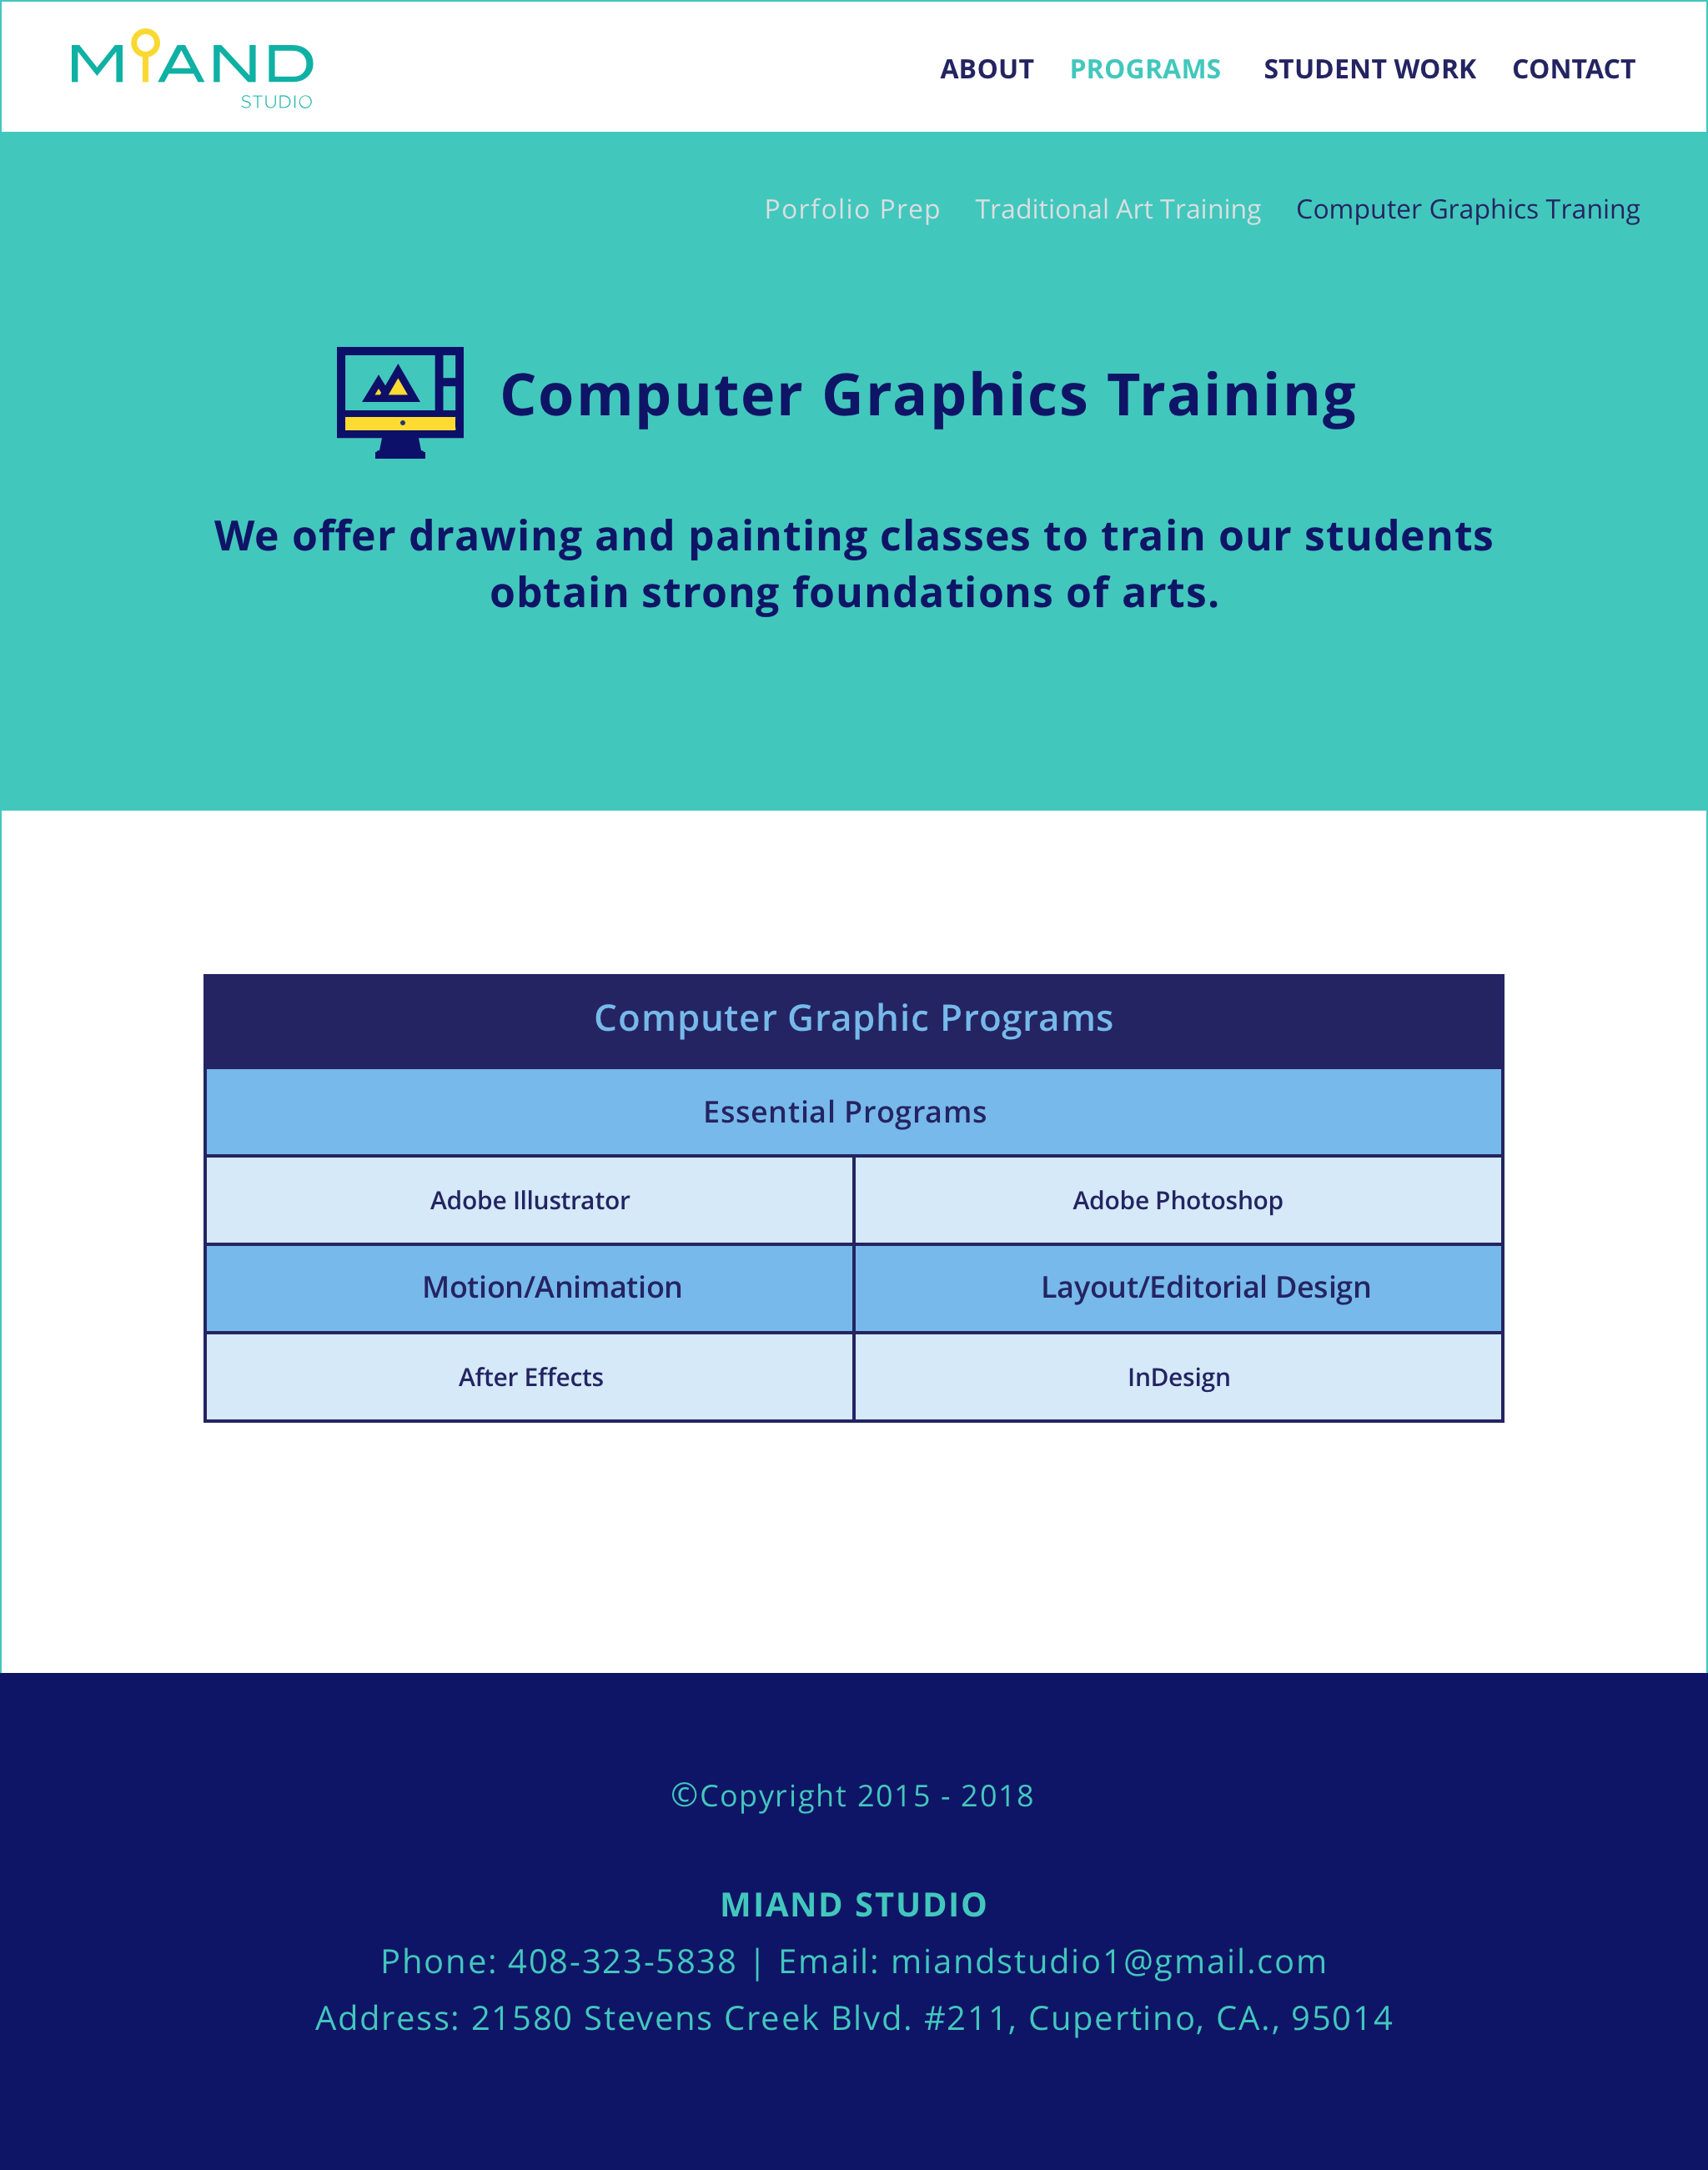 MIAND
STUDIO
ABOUT PROGRAMS STUDENT WORK CONTACT
Porfolio Prep Traditional Art Training Computer Graphics Traning
Computer Graphics Training
We offer drawing and painting classes to train our students
obtain strong foundations of arts.
Computer Graphic Programs
Essential Programs
Adobe Illustrator Adobe Photoshop
Motion/Animation Layout/Editorial Design
After Effects InDesign
©Copyright 2015 - 2018
MIAND STUDIO
Phone: 408-323-5838 | Email: miandstudio1@gmail.com
Address: 21580 Stevens Creek Blvd. #211, Cupertino, CA., 95014